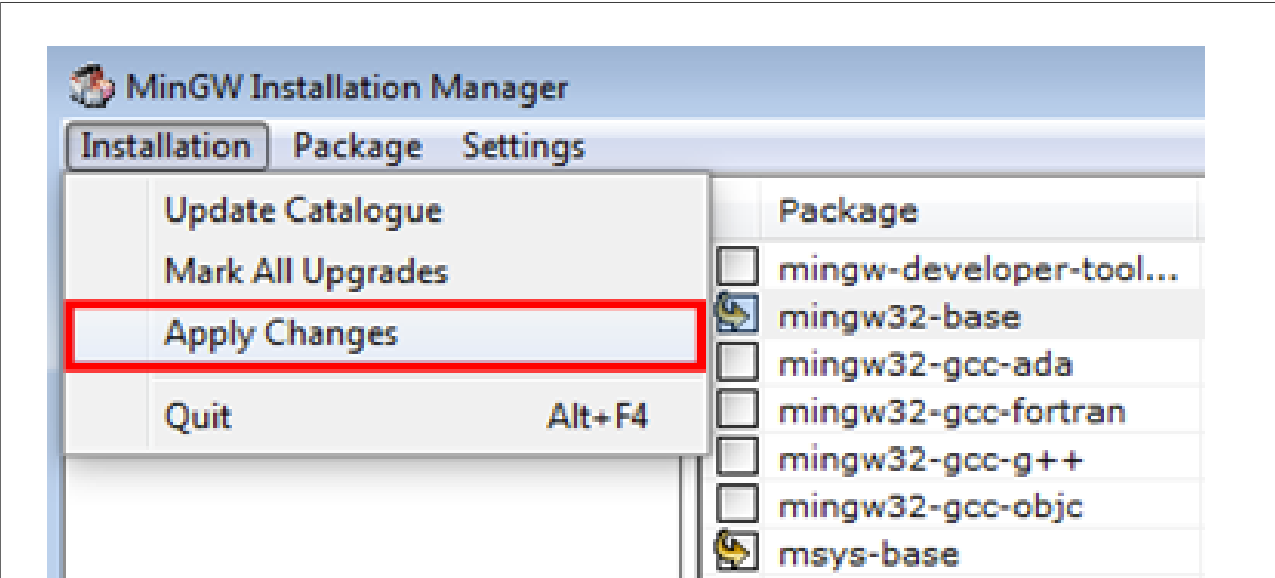 MinGW Installation Manager
Installation Package Settings
Update Catalogue
Mark All Upgrades
Apply Changes
Quit Alt+F4
Package
mingw-developer-tool...
mingw32-base
mingw32-gcc-ada
mingw32-gcc-fortran
mingw32-gcc-g++
mingw32-gcc-objc
msys-base